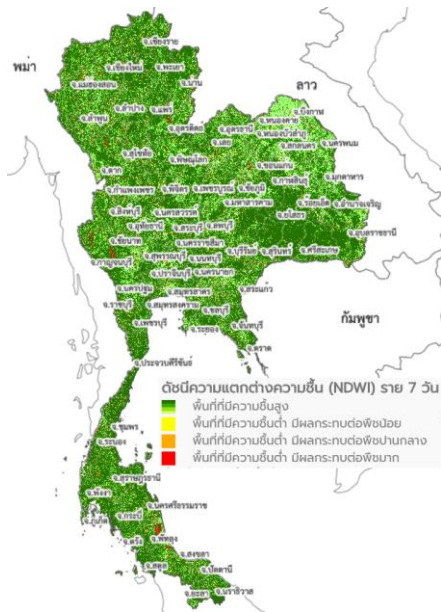 จ.เชียงราย
พม่า
จ.เชียงใหม่ จ.พะเยา
จ.น่าน
จ.แม่ฮ่องสอน
ลาว
จ.ลำปาง จ.แพร่
จ.บึงกาฬ
จ.ลำพูน
จ.อุตรดิตถ์ จ.อุดรธานี จ.หนองคาย
จ.หนองบัวลำภู
จ.เลย จ.สกลนคร จ.นครพนม
จ.สุโขทัย
จ.พิษณุโลก จ.ขอนแก่น
จ.ตาก
จ.กาฬสินธุ์ จ.มุกดาหาร
จ.กำแพงเพชร จ.พิจิตร จ.เพชรบูรณ์ จ.ชัยภูมิ
จ.มหาสารคาม จ.ร้อยเอ็ด จ.อำนาจเจริญ
จ.สิงห์บุรี จ.นครสวรรค์ จ.ยโสธร
จ.อุทัยธานี จ.สระบุรี จ.ลพบุรี
จ.อุบลราชธานี
จ.ชัยนาท จ.นครราชสีมา จ.บุรีรัมย์ จ.สุรินทร์ จ.ศรีสะเกษ
จ.กาญจนบุรี จ.สุพรรณบุรี จ.นนทบุรี
จ.ปราจีนบุรี จ.นครนายก
จ.นครปฐม จ.สมุทรสาคร จ.สระแก้ว
จ.ราชบุรี จ.สมุทรสงคราม จ.ชลบุรี
กัมพูชา
จ.เพชรบุรี จ.ระยอง จ.จันทบุรี
จ.ตราด
จ.ประจวบคีรีขันธ์
ดัชนีความแตกต่างความชื้น (NDWI) ราย 7 วัน
พื้นที่ที่มีความชื้นสูง
พื้นที่ที่มีความชื้นต่ำ มีผลกระทบต่อพืชน้อย
พื้นที่ที่มีความชื้นต่ำ มีผลกระทบต่อพืชปานกลาง
พื้นที่ที่มีความชื้นต่ำ มีผลกระทบต่อพืชมาก
จ.ชุมพร
จ.ระนอง
จ.สุราษฎร์ธานี
จ.พังงา
จ.นครศรีธรรมราช
จ.ภูเก็ต จ.กระบี่
จ.ตรัง จ.พัทลุง
จ.สงขลา
จ.สตูล จ.ปัตตานี
จ.ยะลา จ.นราธิวาส